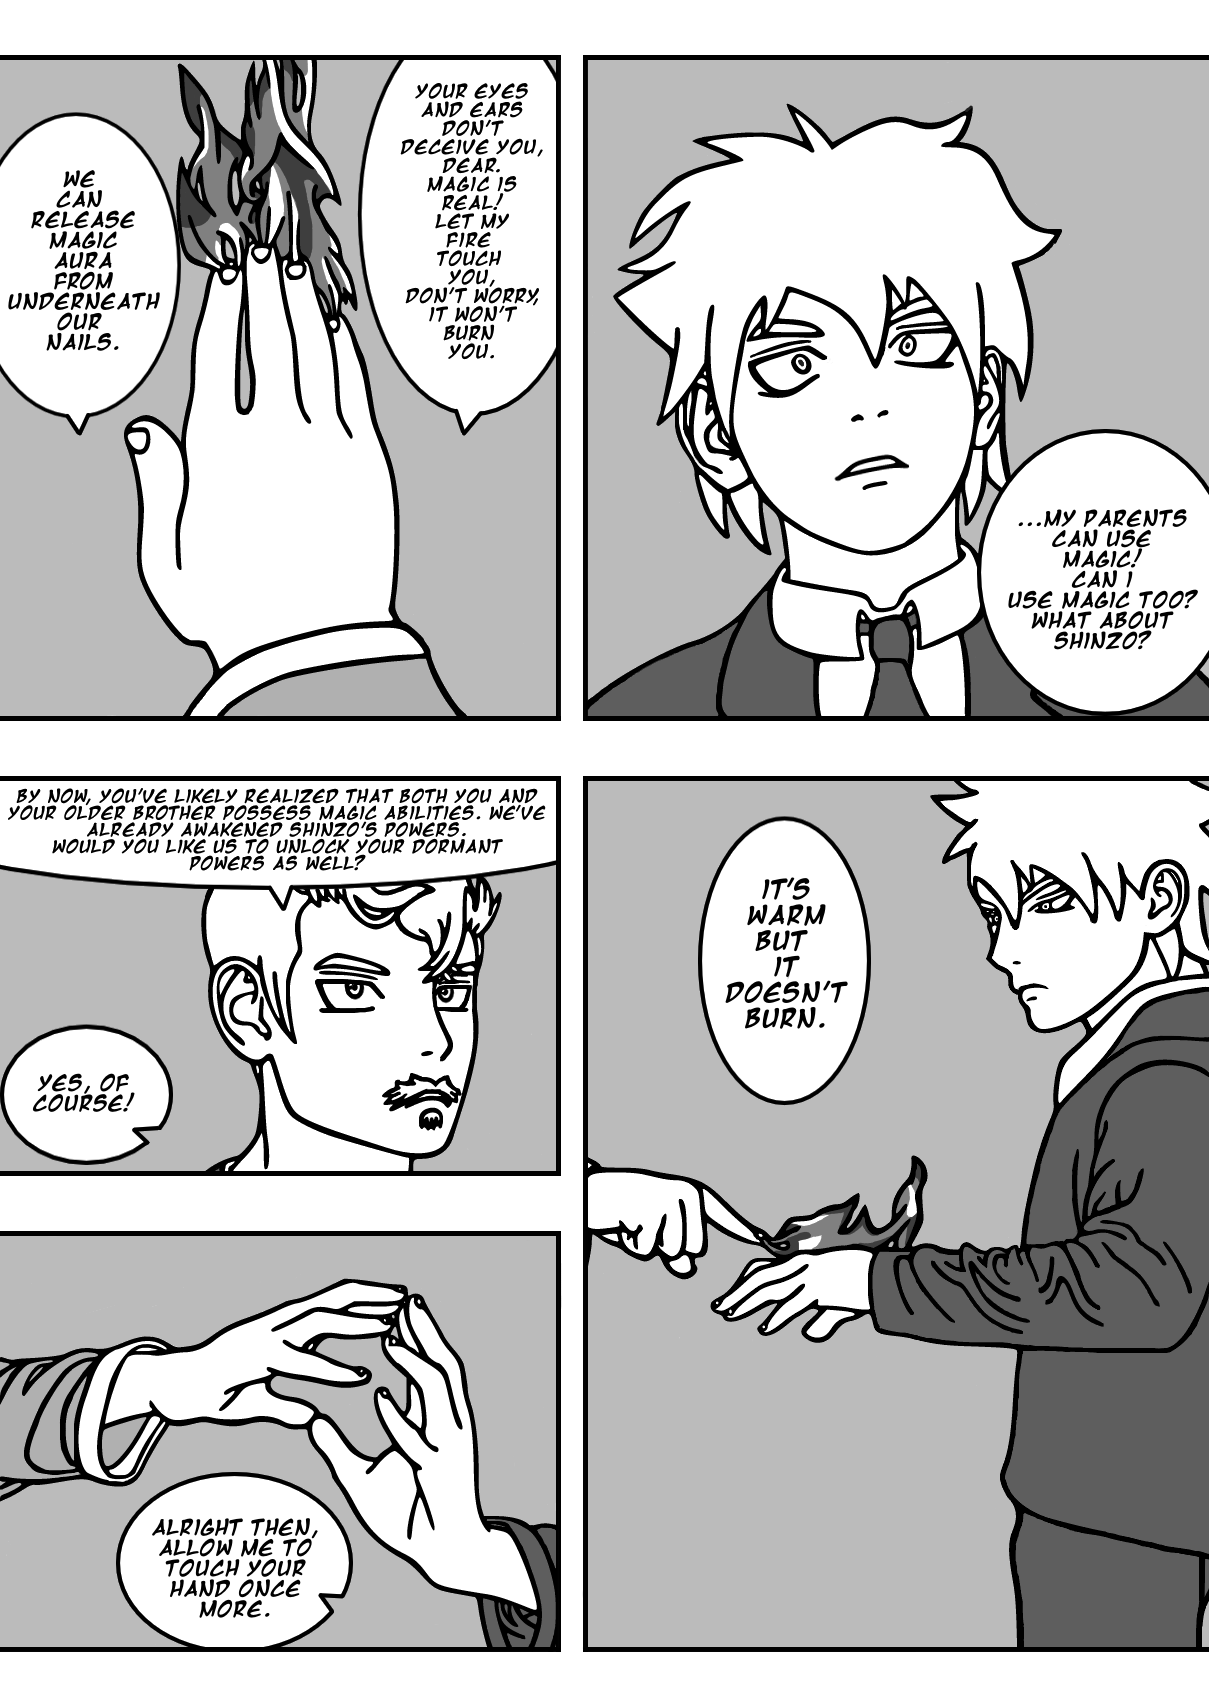 ...MY PARENTS
CAN USE
MAGIC!
CAN I
USE MAGIC TOO?
WHAT ABOUT
SHINZO?
YOUR EYES
AND EARS
DON'T
DECEIVE YOU,
DEAR.
MAGIC IS
REAL!
LET MY
FIRE
TOUCH
YOU,
DON'T WORRY,
IT WON'T
BURN
YOU.
WE
CAN
RELEASE
MAGIC
AURA
FROM
UNDERNEATH
OUR
NAILS.
IT'S
WARM
BUT
IT
DOESN'T
BURN.
BY NOW, YOU'VE LIKELY REALIZED THAT BOTH YOU AND
YOUR OLDER BROTHER POSSESS MAGIC ABILITIES. WE'VE
ALREADY AWAKENED SHINZO'S POWERS.
WOULD YOU LIKE US TO UNLOCK YOUR DORMANT
POWERS AS WELL?
YES, OF
COURSE!
ALRIGHT THEN,
ALLOW ME TO
TOUCH YOUR
HAND ONCE
MORE.